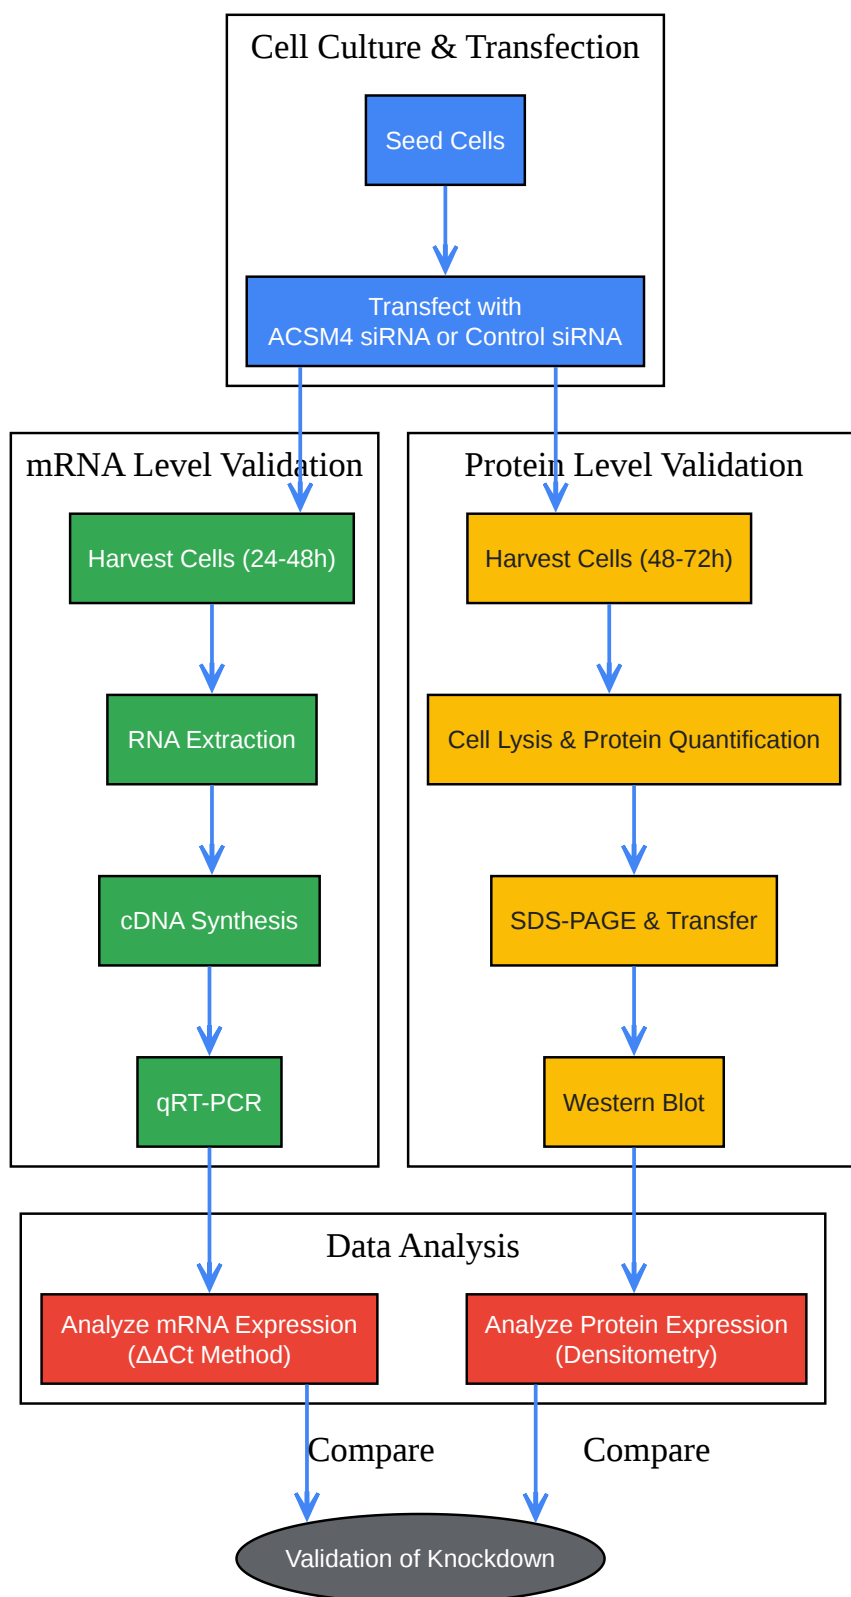 Cell Culture & Transfection
Seed Cells
Transfect with
ACSM4 siRNA or Control siRNA
mRNA Level Validation
Harvest Cells (24-48h)
RNA Extraction
cDNA Synthesis
qRT-PCR
Protein Level Validation
Harvest Cells (48-72h)
Cell Lysis & Protein Quantification
SDS-PAGE & Transfer
Western Blot
Data Analysis
Analyze mRNA Expression
(ΔΔCt Method)
Analyze Protein Expression
(Densitometry)
Compare
Compare
Validation of Knockdown